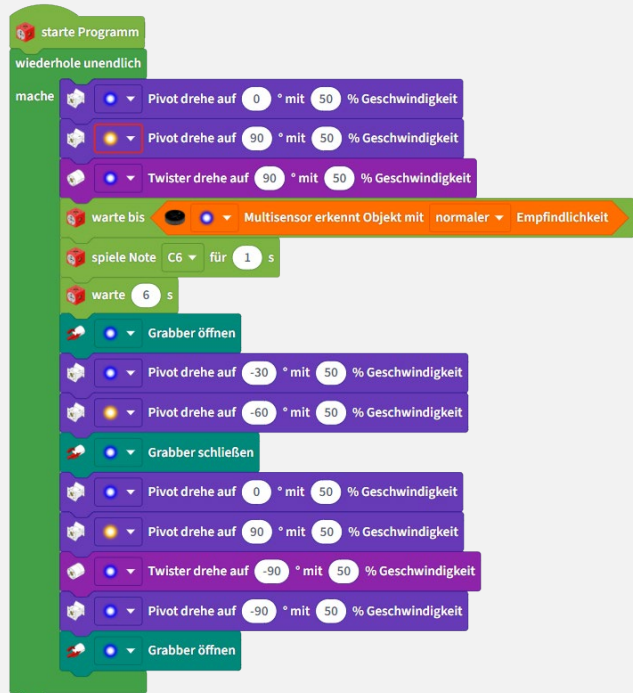 starte Programm
wiederhole unendlich
mache Pivot drehe auf 0 ° mit 50 % Geschwindigkeit
Pivot drehe auf 90 ° mit 50 % Geschwindigkeit
Twister drehe auf 90 ° mit 50 % Geschwindigkeit
warte bis Multisensor erkennt Objekt mit normaler Empfindlichkeit
spiele Note C6 für 1 s
warte 6 s
Grabber öffnen
Pivot drehe auf -30 ° mit 50 % Geschwindigkeit
Pivot drehe auf -60 ° mit 50 % Geschwindigkeit
Grabber schließen
Pivot drehe auf 0 ° mit 50 % Geschwindigkeit
Pivot drehe auf 90 ° mit 50 % Geschwindigkeit
Twister drehe auf -90 ° mit 50 % Geschwindigkeit
Pivot drehe auf -90 ° mit 50 % Geschwindigkeit
Grabber öffnen